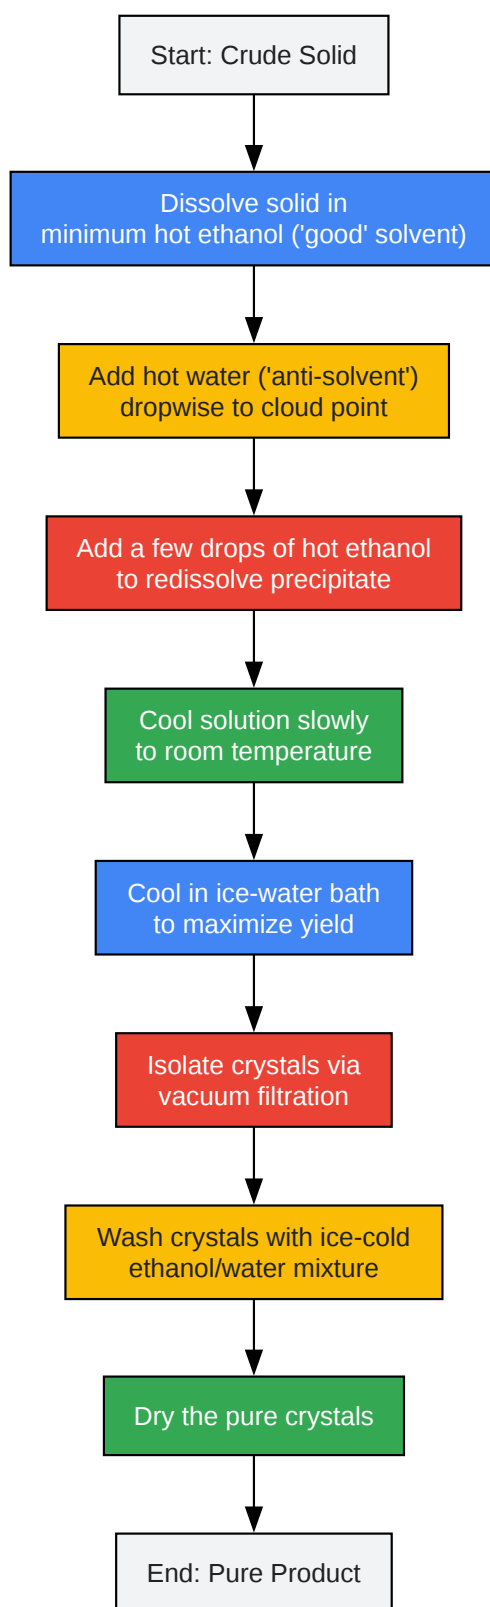 Start: Crude Solid
Dissolve solid in
minimum hot ethanol ('good' solvent)
Add hot water ('anti-solvent')
dropwise to cloud point
Add a few drops of hot ethanol
to redissolve precipitate
Cool solution slowly
to room temperature
Cool in ice-water bath
to maximize yield
Isolate crystals via
vacuum filtration
Wash crystals with ice-cold
ethanol/water mixture
Dry the pure crystals
End: Pure Product